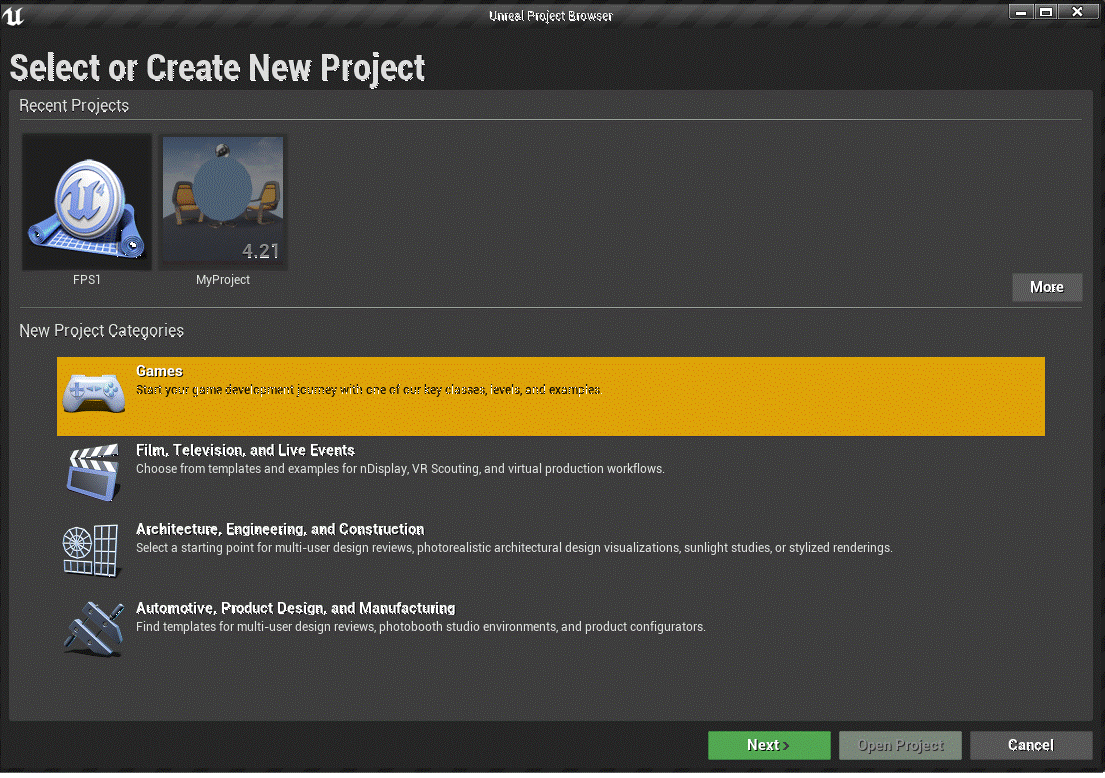 Unreal Project Browser
Select or Create New Project
Recent Projects
4
4.21
FPS1
MyProject
More
New Project Categories
Games
Start your game development journey with one of our key classes, levels, and examples.
Film, Television, and Live Events
Choose from templates and examples for nDisplay, VR Scouting, and virtual production workflows.
Architecture, Engineering, and Construction
Select a starting point for multi-user design reviews, photorealistic architectural design visualizations, sunlight studies, or stylized renderings.
Automotive, Product Design, and Manufacturing
Find templates for multi-user design reviews, photobooth studio environments, and product configurators.
Next >
Open Project
Cancel